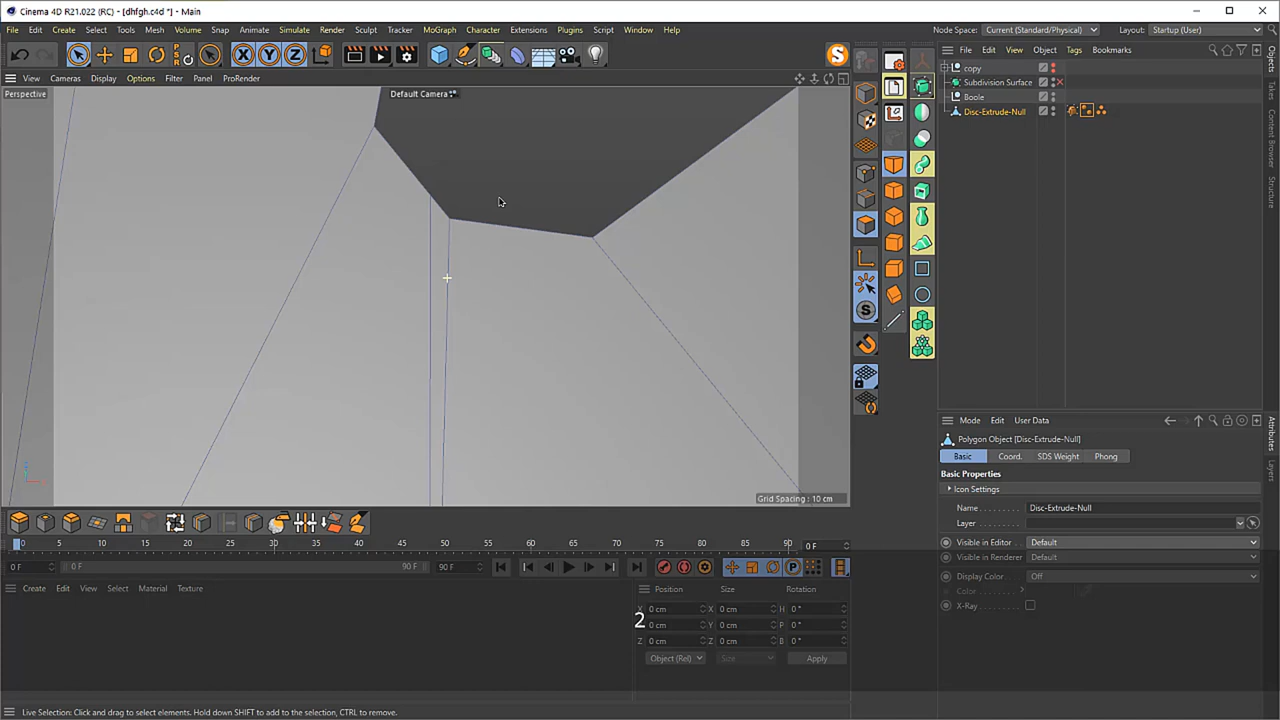 Cinema 4D R21.022 (RC) - [dhfgh.c4d *] - Main
File Edit Create Select Tools Mesh Volume Snap Animate Simulate Render Sculpt Tracker MoGraph Character Extensions Plugins Script Window Help
Node Space: Current (Standard/Physical) Layout: Startup (User)
PSR X Y Z S
File Edit View Object Tags Bookmarks
View Cameras Display Options Filter Panel ProRender
Perspective
Default Camera
copy
Subdivision Surface
Boole
Disc-Extrude-Null
Objects
Takes
Content Browser
Structure
Mode Edit User Data
Polygon Object [Disc-Extrude-Null]
Basic Coord. SDS Weight Phong
Basic Properties
Icon Settings
Name Disc-Extrude-Null
Layer
Visible in Editor Default
Visible in Renderer Default
Display Color Off
Color
X-Ray
Attributes
Layers
Grid Spacing : 10 cm
0 5 10 15 20 25 30 35 40 45 50 55 60 65 70 75 80 85 90 0 F
0 F 0 F 90 F 90 F
Create Edit View Select Material Texture
Position Size Rotation
X 0 cm X 0 cm H 0 °
Y 0 cm Y 0 cm P 0 °
Z 0 cm Z 0 cm B 0 °
2
Object (Rel) Size Apply
Live Selection: Click and drag to select elements. Hold down SHIFT to add to the selection, CTRL to remove.